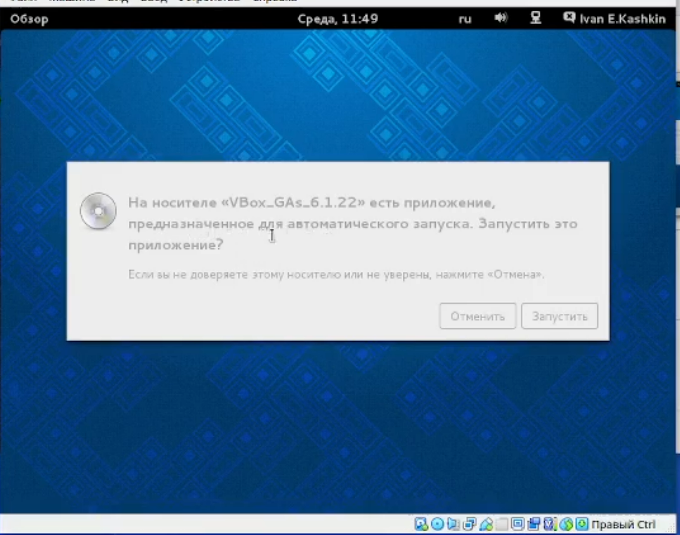 Обзор
Среда, 11:49
ru
Ivan E.Kashkin
На носителе «VBox_GAs_6.1.22» есть приложение,
предназначенное для автоматического запуска. Запустить это
приложение?
Если вы не доверяете этому носителю или не уверены, нажмите «Отмена».
Отменить
Запустить
Правый Ctrl